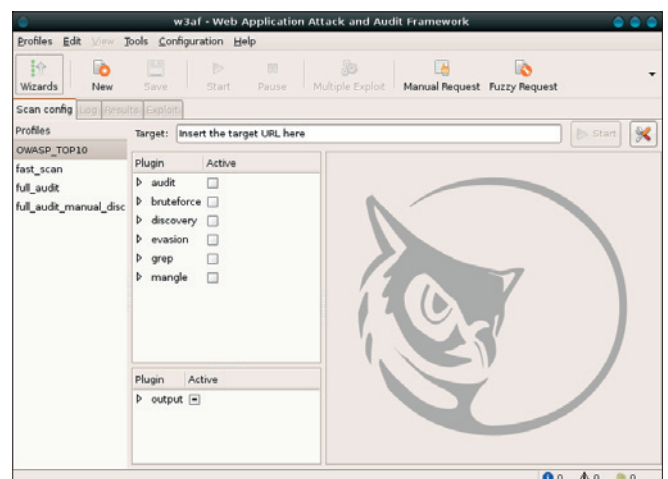 w3af - Web Application Attack and Audit Framework
Profiles Edit View Tools Configuration Help
Wizards New Save Start Pause Multiple Exploit Manual Request Fuzzy Request
Scan config Log Results Exploit
Profiles
OWASP_TOP10
fast_scan
full_audit
full_audit_manual_disc
Target: Insert the target URL here Start
Plugin Active
audit
bruteforce
discovery
evasion
grep
mangle
Plugin Active
output
0 0 0